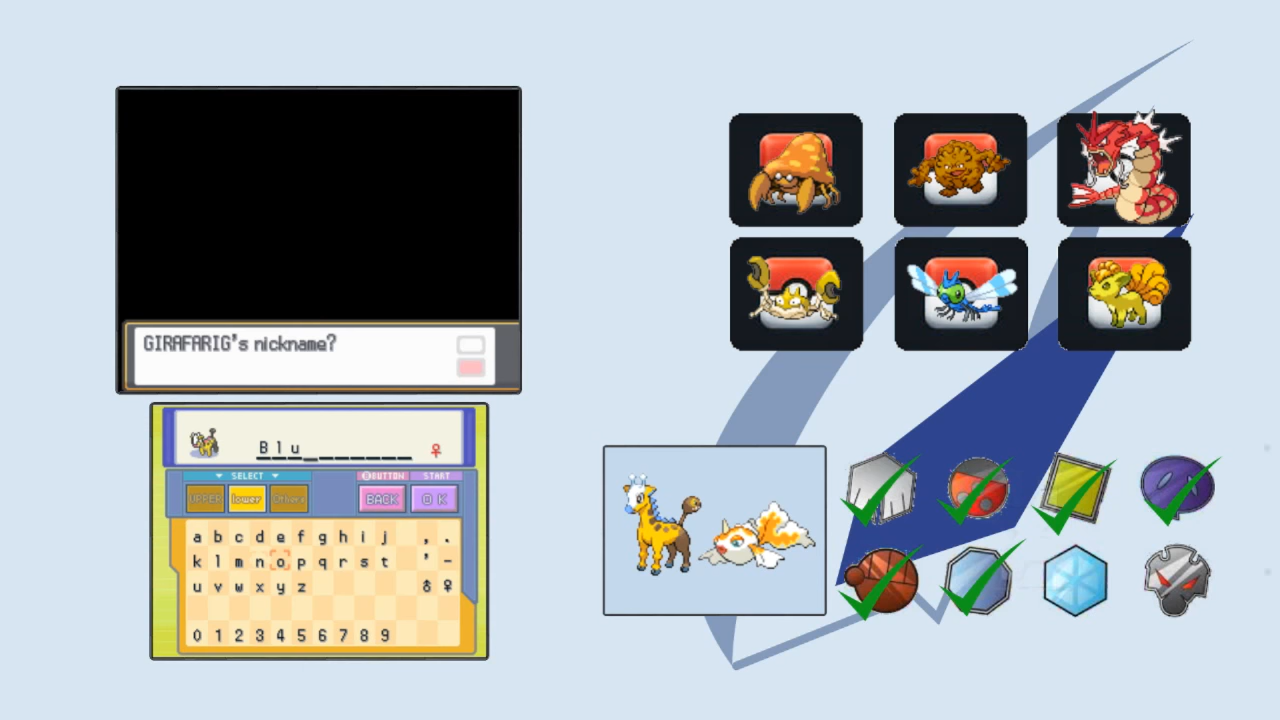 GIRAFARIG's nickname?
Blu
♀
SELECT
BUTTON
START
UPPER
lower
Others
BACK
OK
a b c d e f g h i j , .
k l m n o p q r s t ' -
u v w x y z ♂ ♀
0 1 2 3 4 5 6 7 8 9